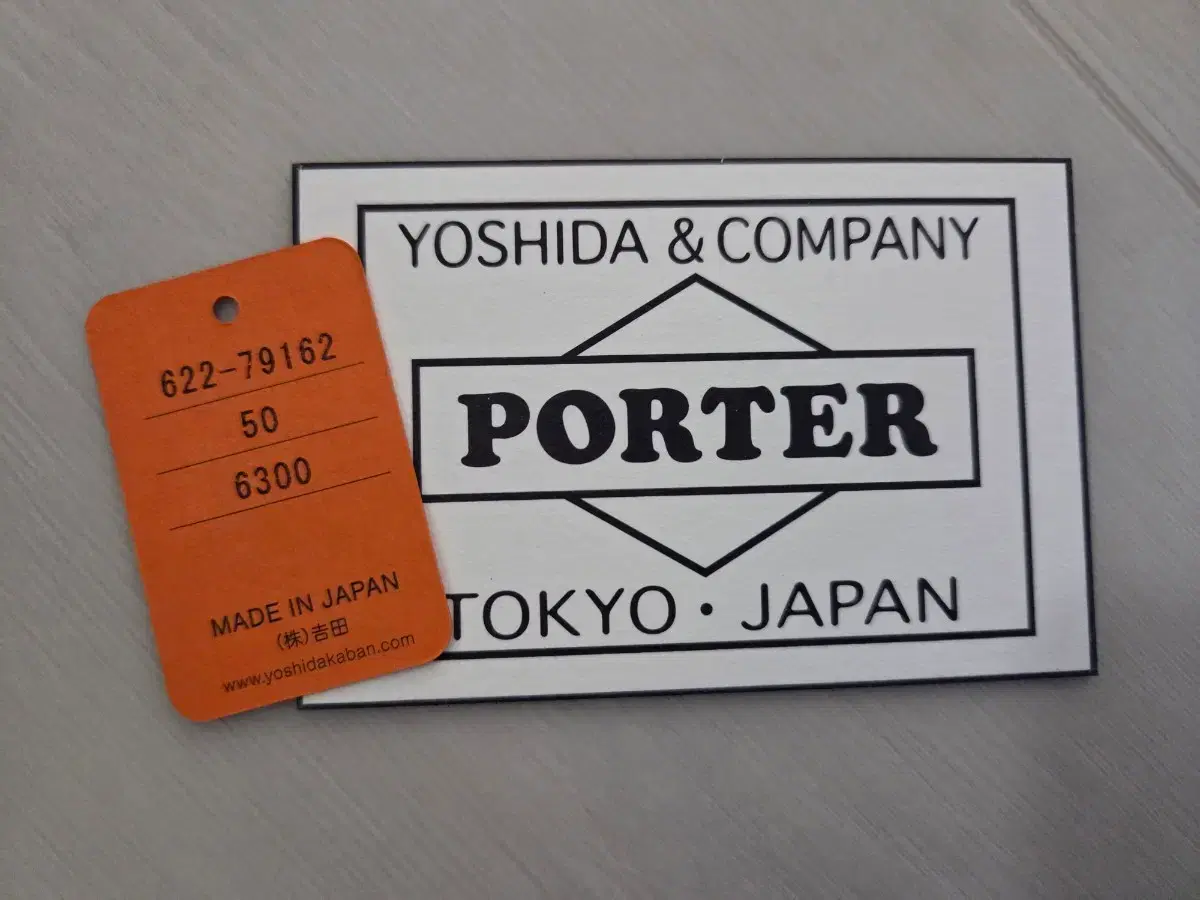 622-79162
50
6300
MADE IN JAPAN
(株)吉田
www.yoshidakaban.com
YOSHIDA & COMPANY
PORTER
TOKYO・JAPAN